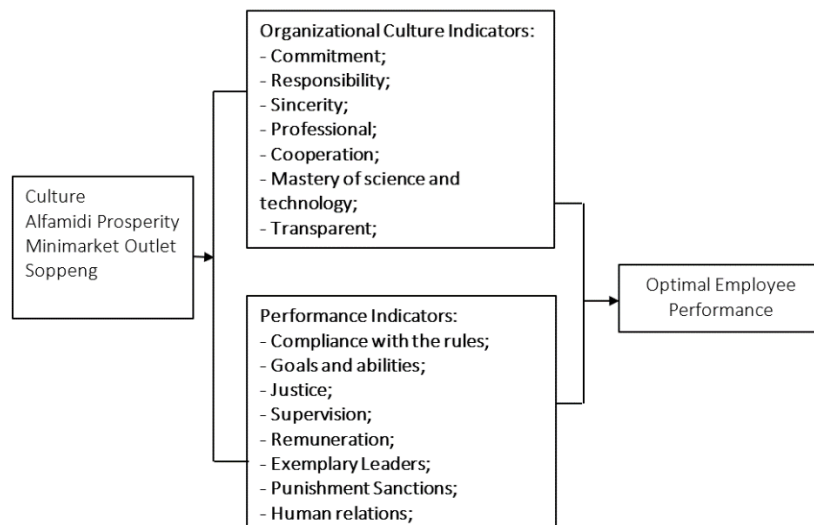 Culture
Alfamidi Prosperity
Minimarket Outlet
Soppeng
Organizational Culture Indicators:
- Commitment;
- Responsibility;
- Sincerity;
- Professional;
- Cooperation;
- Mastery of science and
technology;
- Transparent;
Performance Indicators:
- Compliance with the rules;
- Goals and abilities;
- Justice;
- Supervision;
- Remuneration;
- Exemplary Leaders;
- Punishment Sanctions;
- Human relations;
Optimal Employee
Performance